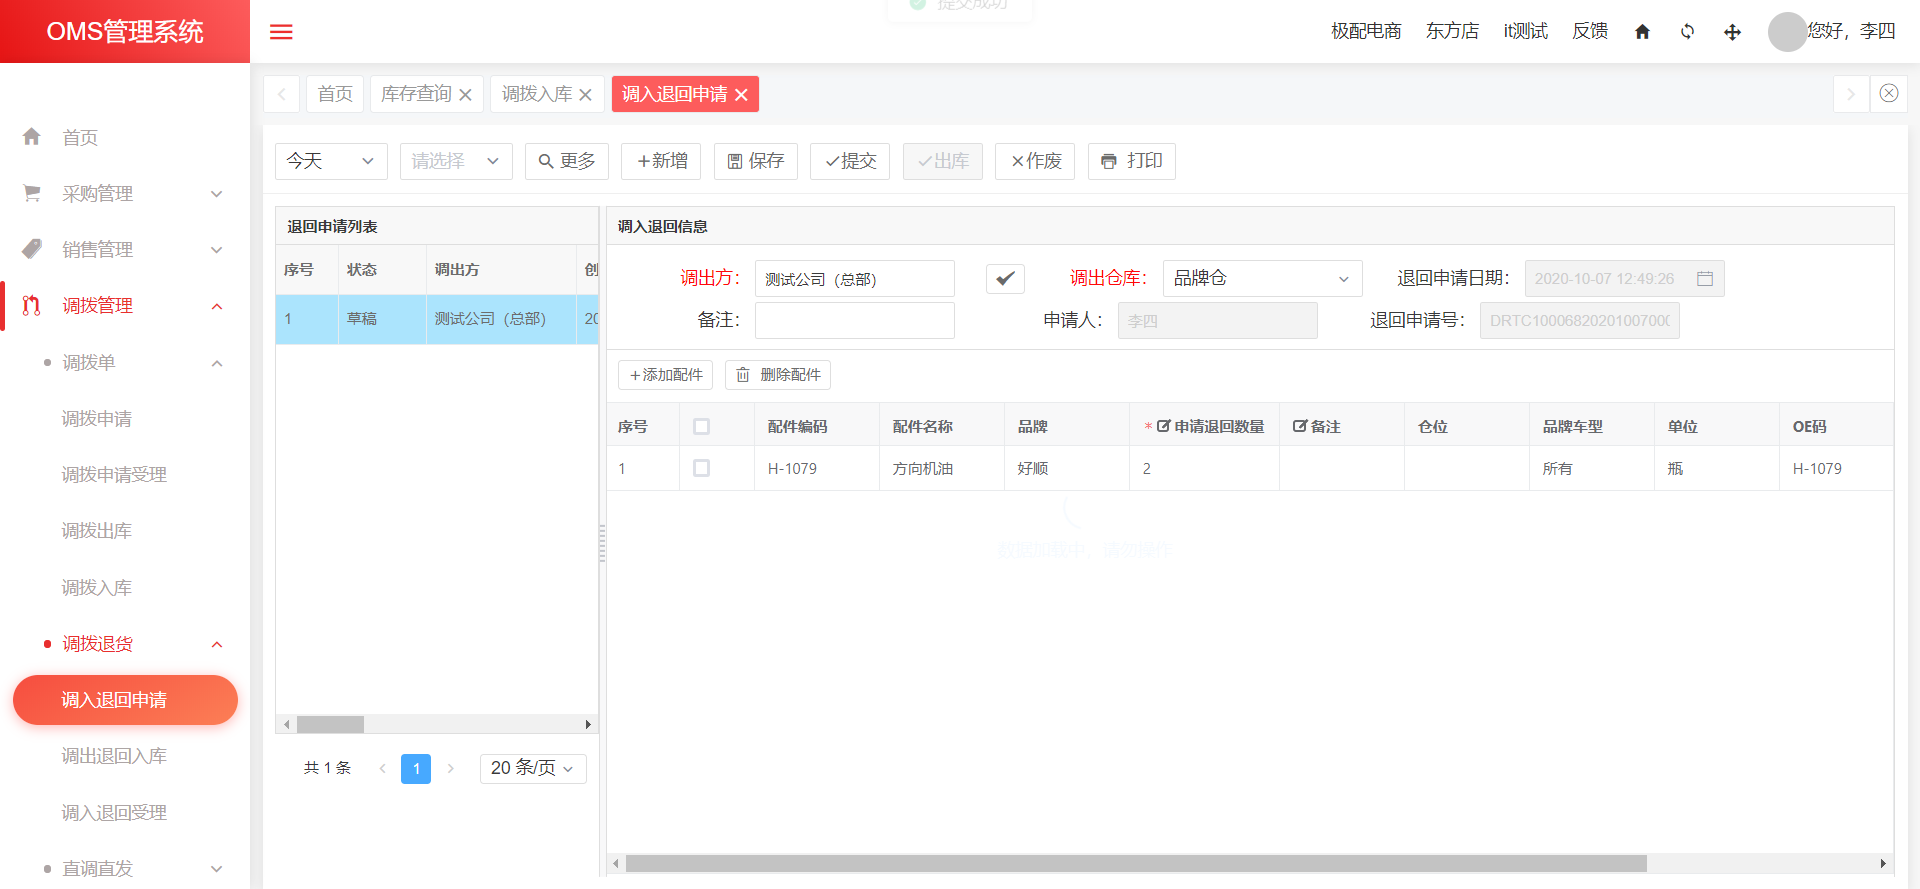 OMS管理系统
提交成功
极配电商 东方店 it测试 反馈 您好，李四
首页 库存查询 调拨入库 调入退回申请
首页
采购管理
销售管理
调拨管理
调拨单
调拨申请
调拨申请受理
调拨出库
调拨入库
调拨退货
调入退回申请
调出退回入库
调入退回受理
直调直发
今天 请选择 更多 +新增 保存 提交 出库 作废 打印
退回申请列表
序号 状态 调出方 创
1 草稿 测试公司（总部） 20
共 1 条 1 20 条/页
调入退回信息
调出方： 测试公司（总部） 调出仓库： 品牌仓 退回申请日期： 2020-10-07 12:49:26
备注： 申请人： 李四 退回申请号： DRTC10006820201007000
+添加配件 删除配件
序号 配件编码 配件名称 品牌 *申请退回数量 备注 仓位 品牌车型 单位 OE码
1 H-1079 方向机油 好顺 2 所有 瓶 H-1079
数据加载中，请勿操作